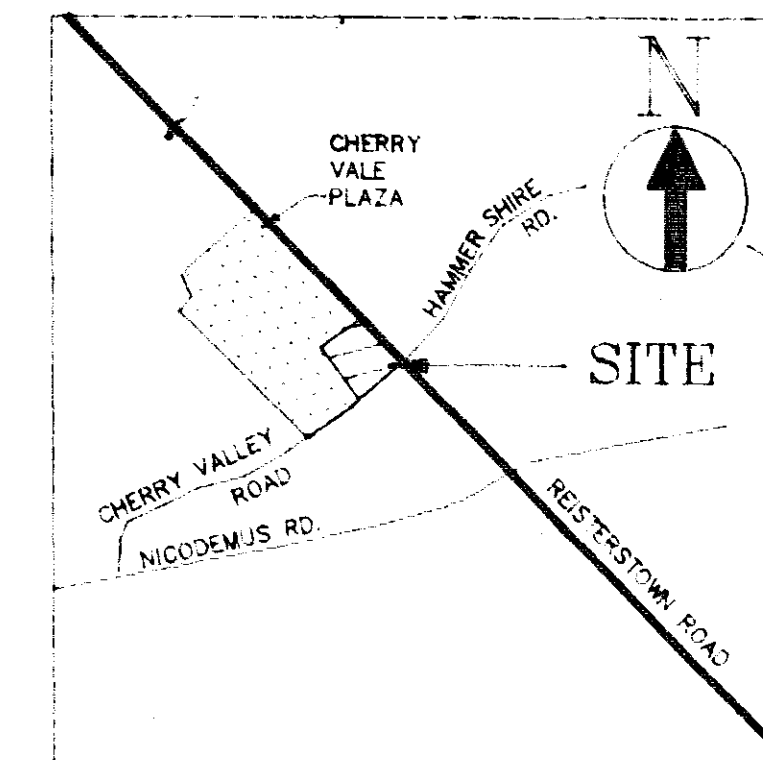 N
CHERRY
VALE
PLAZA
HAMMER SHIRE
RD.
SITE
CHERRY VALLEY
ROAD
NICODEMUS RD.
REISTERSTOWN ROAD